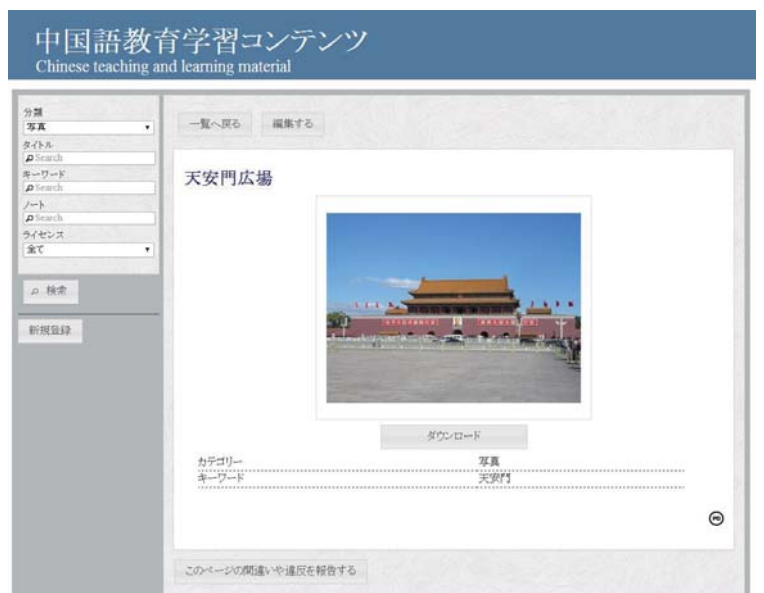 中国語教育学習コンテンツ
Chinese teaching and learning material
分類
写真
タイトル
Search
キーワード
Search
ノート
Search
ライセンス
全て
検索
新規登録
一覧へ戻る 編集する
天安門広場
ダウンロード
カテゴリー 写真
キーワード 天安門
PD
このページの間違いや違反を報告する